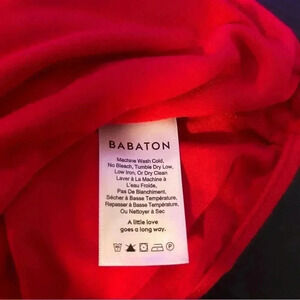 BABATON
Machine Wash Cold,
No Bleach, Tumble Dry Low,
Low Iron, Or Dry Clean
Laver à La Machine à
L'eau Froide,
Pas De Blanchiment,
Sécher à Basse Température,
Repasser à Basse Température,
Ou Nettoyer à Sec
A little love
goes a long way.